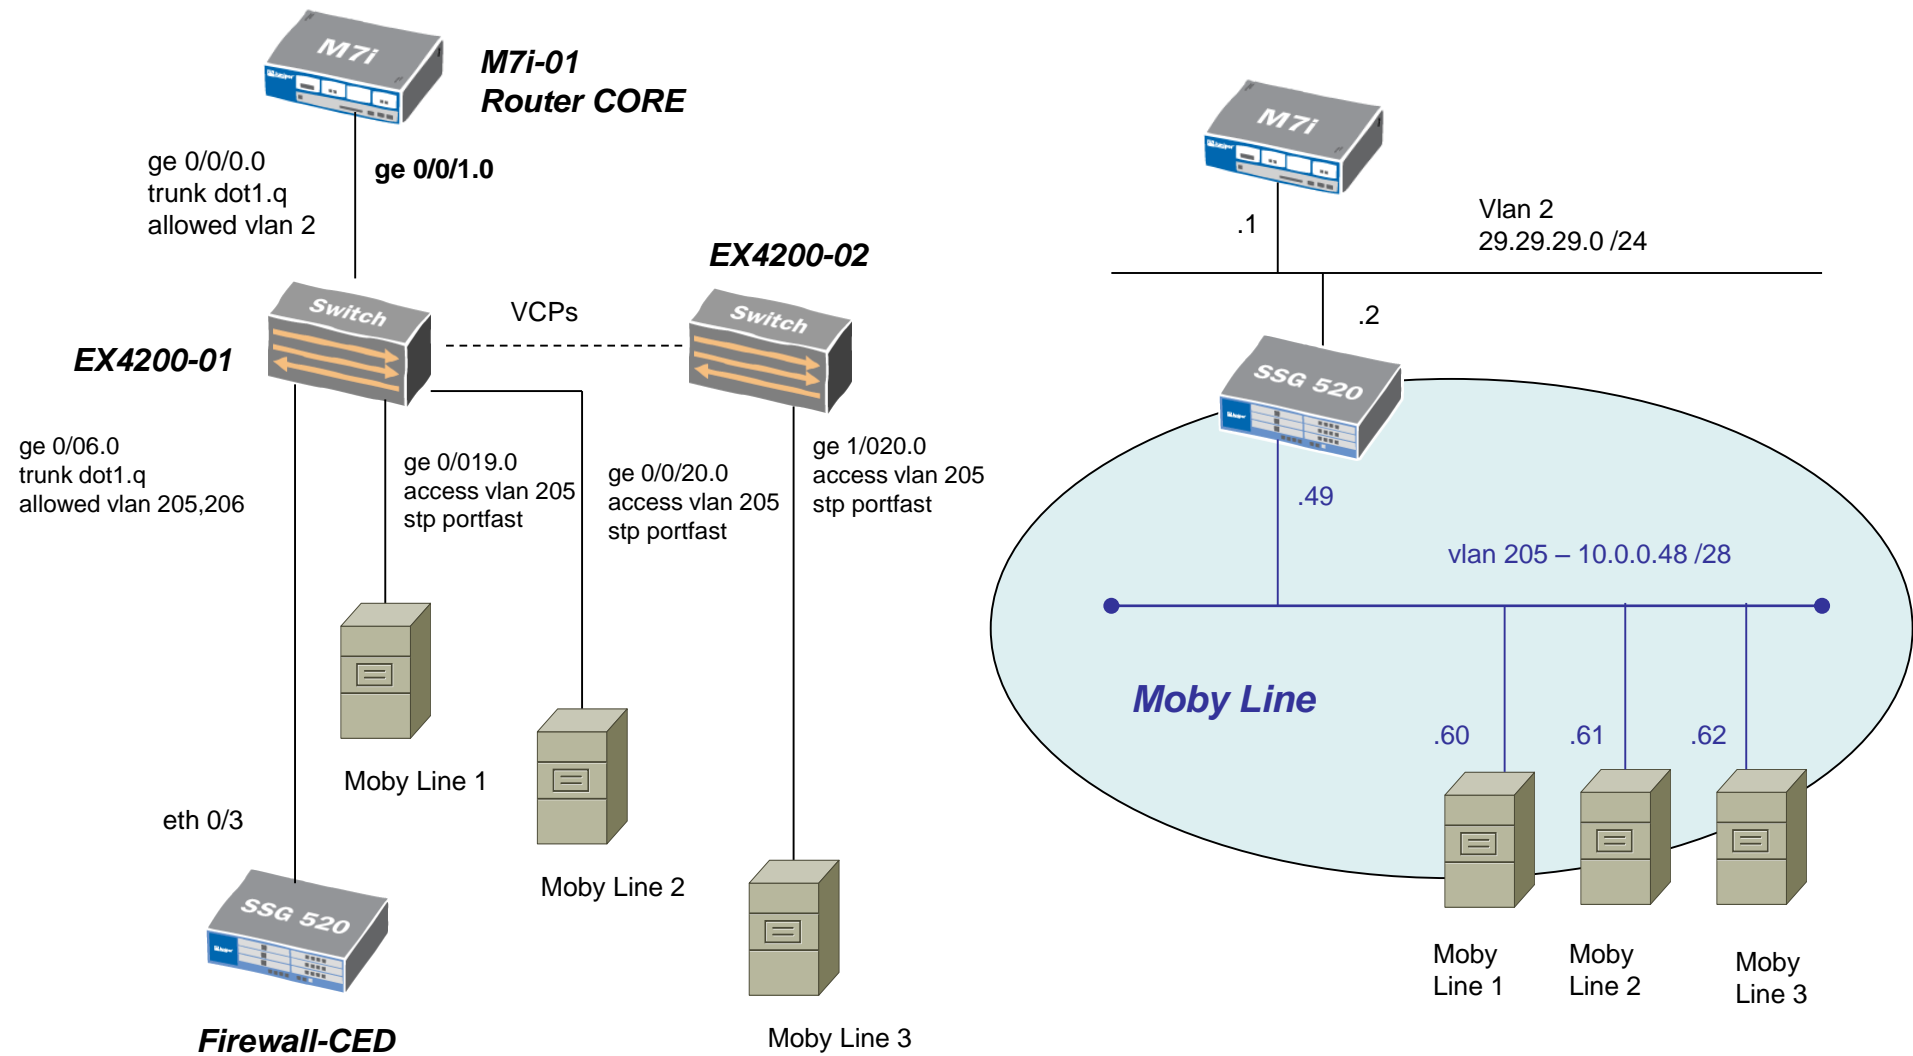 M7i
M7i-01
Router CORE
ge 0/0/0.0
trunk dot1.q
allowed vlan 2
ge 0/0/1.0
EX4200-02
Switch
VCPs
Switch
EX4200-01
ge 0/06.0
trunk dot1.q
allowed vlan 205,206
ge 0/019.0
access vlan 205
stp portfast
ge 0/0/20.0
access vlan 205
stp portfast
ge 1/020.0
access vlan 205
stp portfast
Moby Line 1
eth 0/3
Moby Line 2
SSG 520
Firewall-CED
Moby Line 3
M7i
.1
Vlan 2
29.29.29.0 /24
.2
SSG 520
.49
vlan 205 – 10.0.0.48 /28
Moby Line
.60
.61
.62
Moby
Line 1
Moby
Line 2
Moby
Line 3